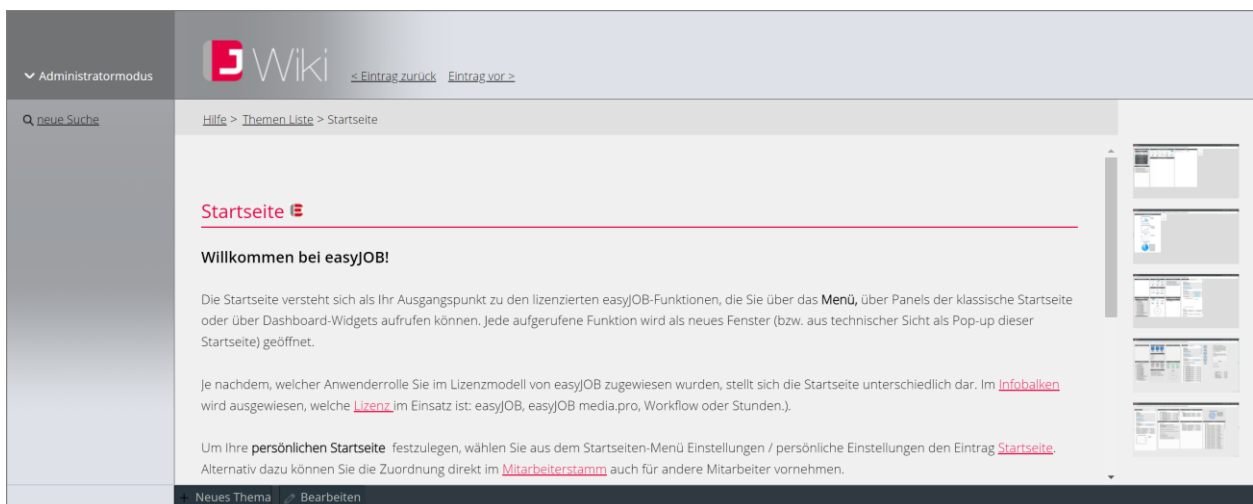 Administratormodus
Wiki
< Eintrag zurück Eintrag vor >
neue Suche
Hilfe > Themen Liste > Startseite
Startseite
Willkommen bei easyJOB!
Die Startseite versteht sich als Ihr Ausgangspunkt zu den lizenzierten easyJOB-Funktionen, die Sie über das Menü, über Panels der klassische Startseite
oder über Dashboard-Widgets aufrufen können. Jede aufgerufene Funktion wird als neues Fenster (bzw. aus technischer Sicht als Pop-up dieser
Startseite) geöffnet.
Je nachdem, welcher Anwenderrolle Sie im Lizenzmodell von easyJOB zugewiesen wurden, stellt sich die Startseite unterschiedlich dar. Im Infobalken
wird ausgewiesen, welche Lizenz im Einsatz ist: easyJOB, easyJOB media.pro, Workflow oder Stunden.).
Um Ihre persönlichen Startseite festzulegen, wählen Sie aus dem Startseiten-Menü Einstellungen / persönliche Einstellungen den Eintrag Startseite.
Alternativ dazu können Sie die Zuordnung direkt im Mitarbeiterstamm auch für andere Mitarbeiter vornehmen.
+ Neues Thema Bearbeiten